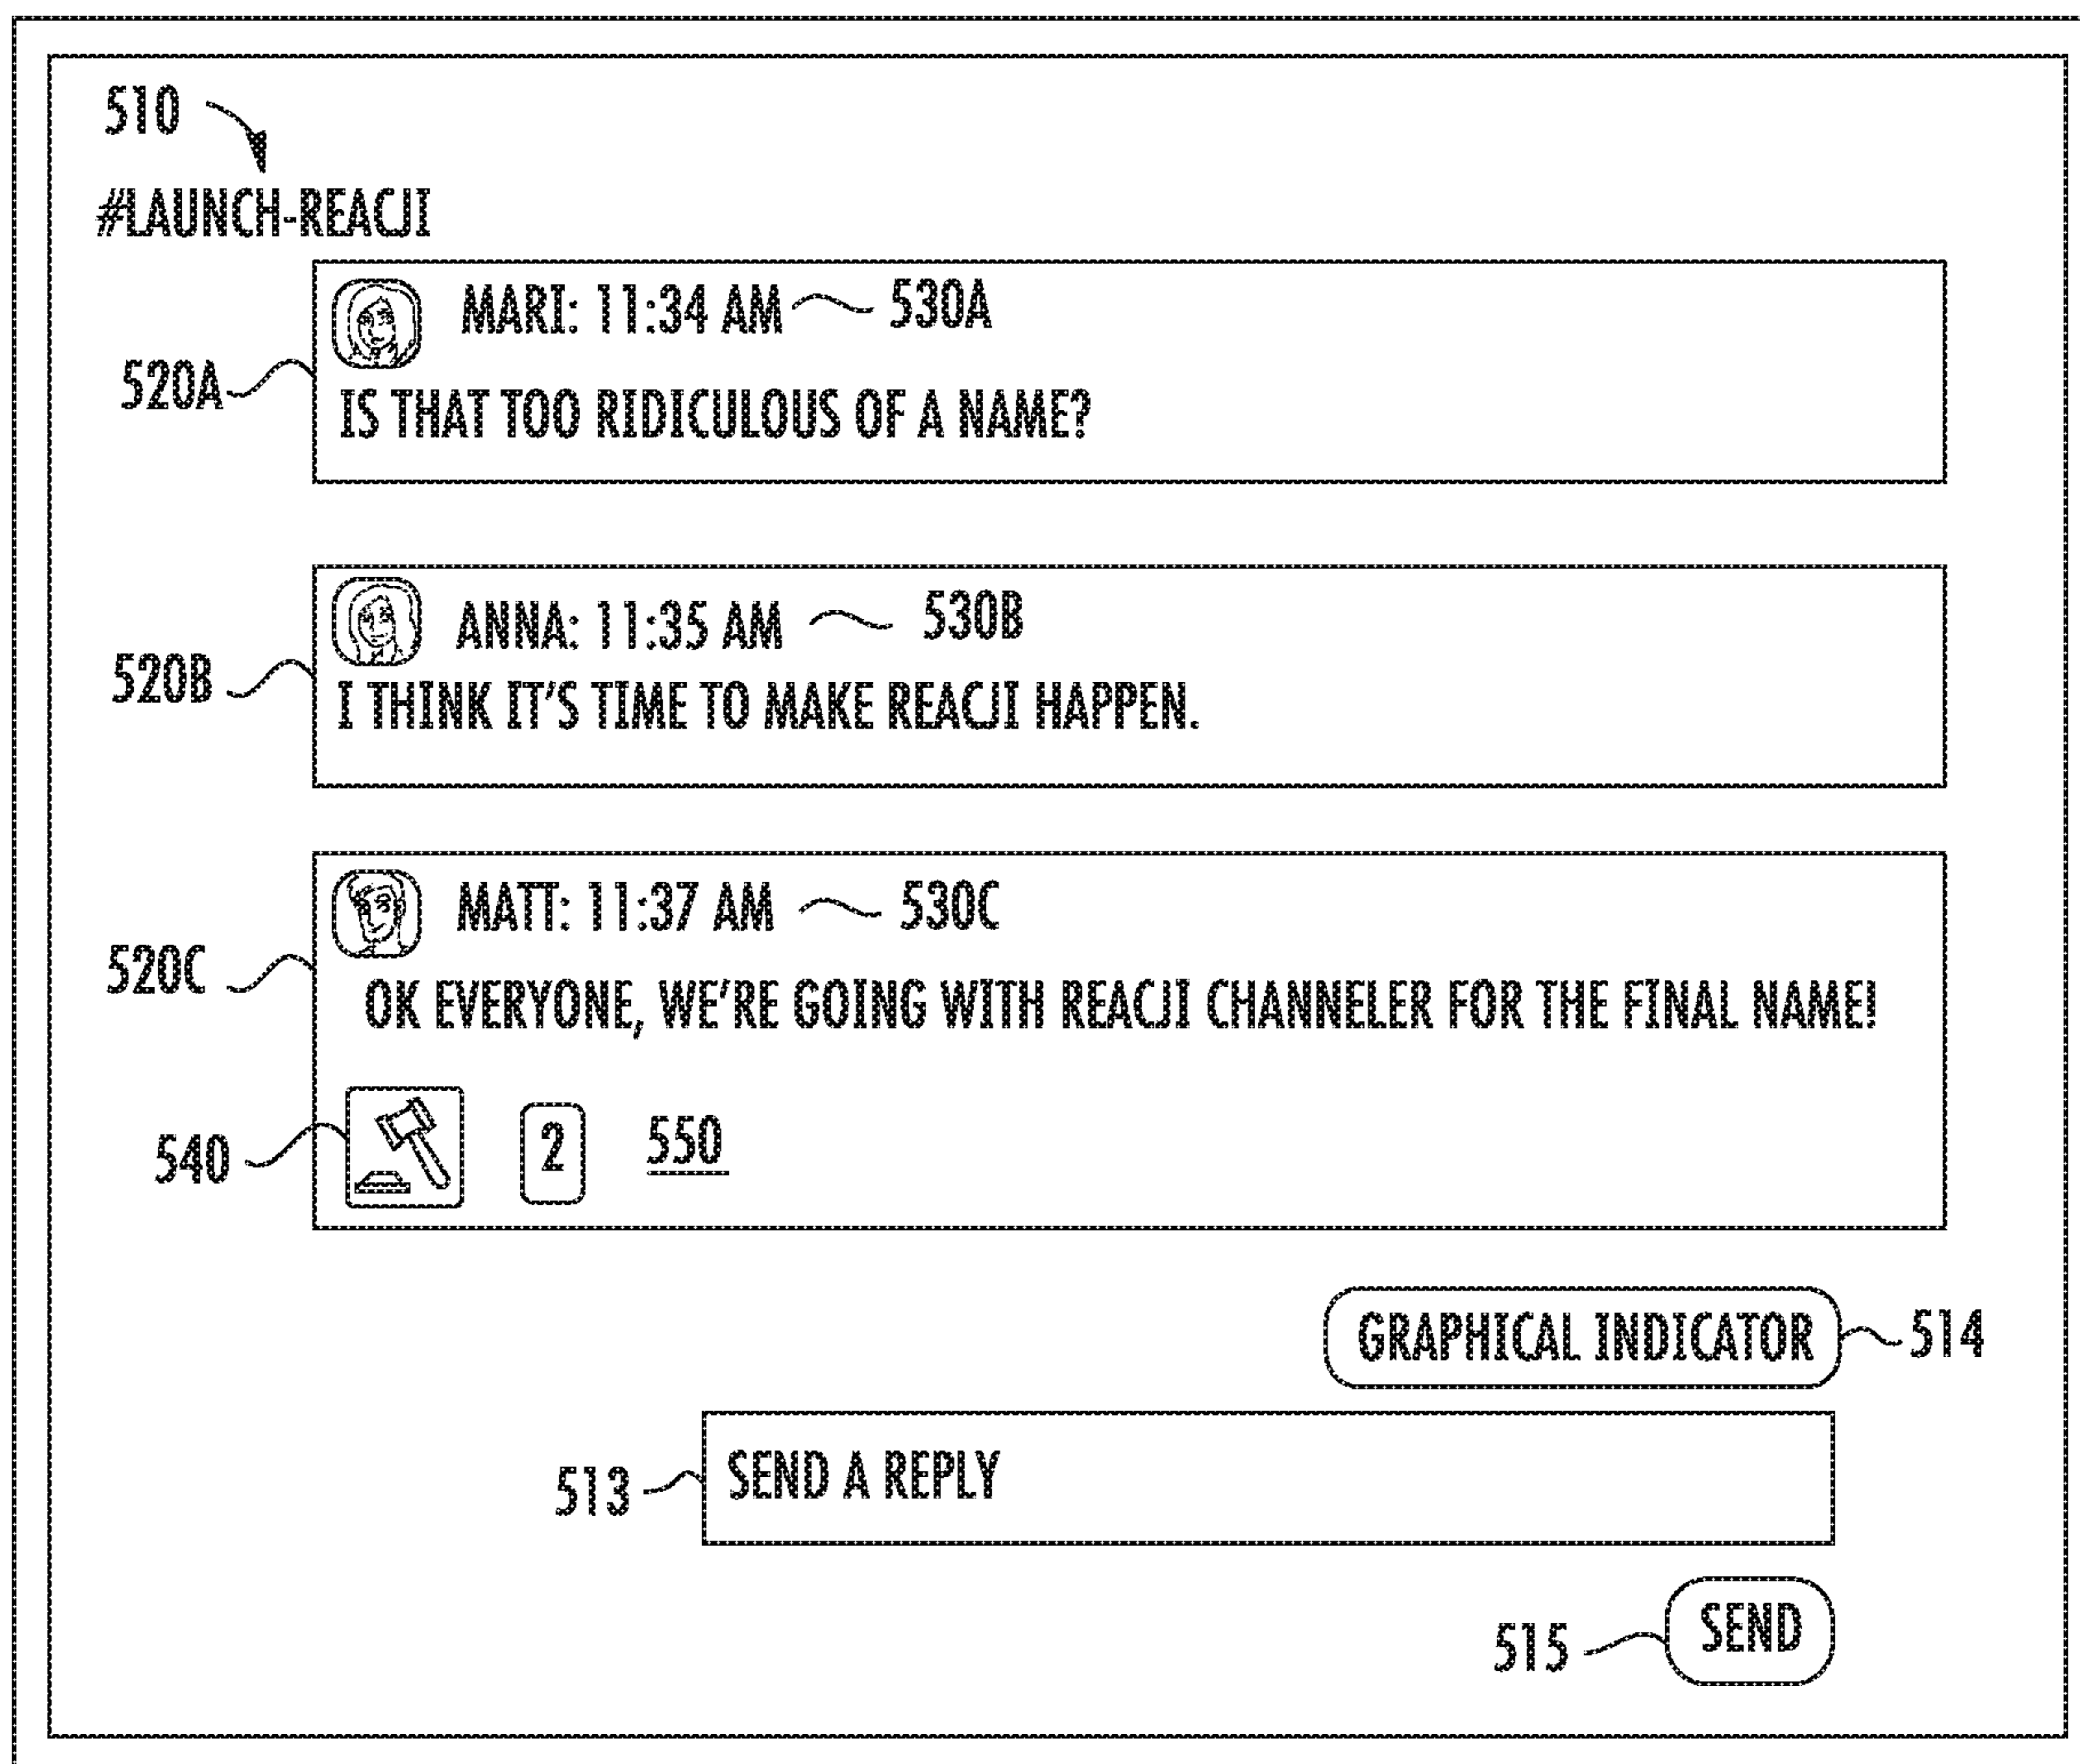 510
#LAUNCH-REACJI
MARI: 11:34 AM 530A
520A
IS THAT TOO RIDICULOUS OF A NAME?
ANNA: 11:35 AM 530B
520B
I THINK IT'S TIME TO MAKE REACJI HAPPEN.
MATT: 11:37 AM 530C
520C
OK EVERYONE, WE'RE GOING WITH REACJI CHANNELER FOR THE FINAL NAME!
540 2 550
GRAPHICAL INDICATOR 514
513 SEND A REPLY
515 SEND